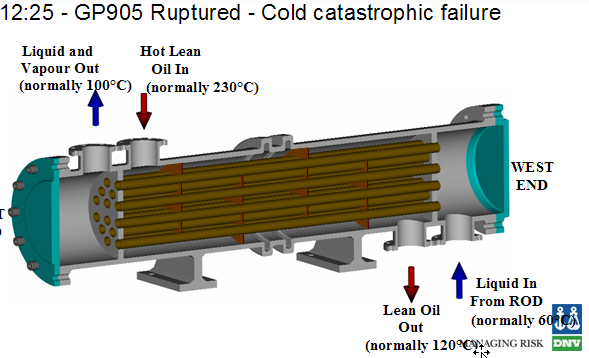 12:25 - GP905 Ruptured - Cold catastrophic failure
Liquid and
Vapour Out
(normally 100°C)
Hot Lean
Oil In
(normally 230°C)
WEST
END
Lean Oil
Out
(normally 120°C)
Liquid In
From ROD
(normally 60°C)
MANAGING RISK
DNV